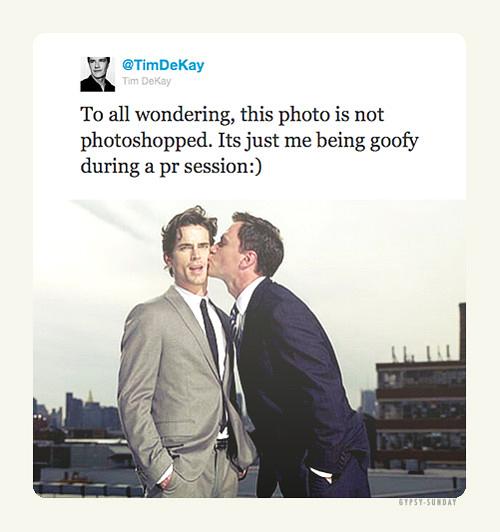 @TimDeKay
Tim DeKay
To all wondering, this photo is not
photoshopped. Its just me being goofy
during a pr session:)
GYPSY-SUNDAY